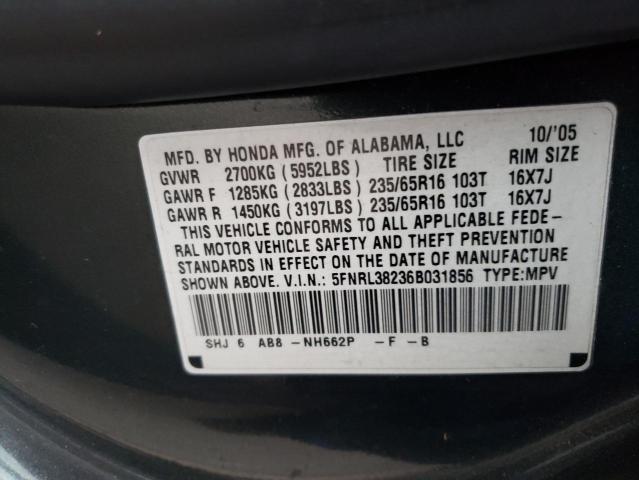 MFD. BY HONDA MFG. OF ALABAMA, LLC 10/'05
GVWR 2700KG (5952LBS) TIRE SIZE RIM SIZE
GAWR F 1285KG (2833LBS) 235/65R16 103T 16X7J
GAWR R 1450KG (3197LBS) 235/65R16 103T 16X7J
THIS VEHICLE CONFORMS TO ALL APPLICABLE FEDE-
RAL MOTOR VEHICLE SAFETY AND THEFT PREVENTION
STANDARDS IN EFFECT ON THE DATE OF MANUFACTURE
SHOWN ABOVE. V.I.N.: 5FNRL38236B031856 TYPE:MPV
SHJ 6 AB8 -NH662P -F -B